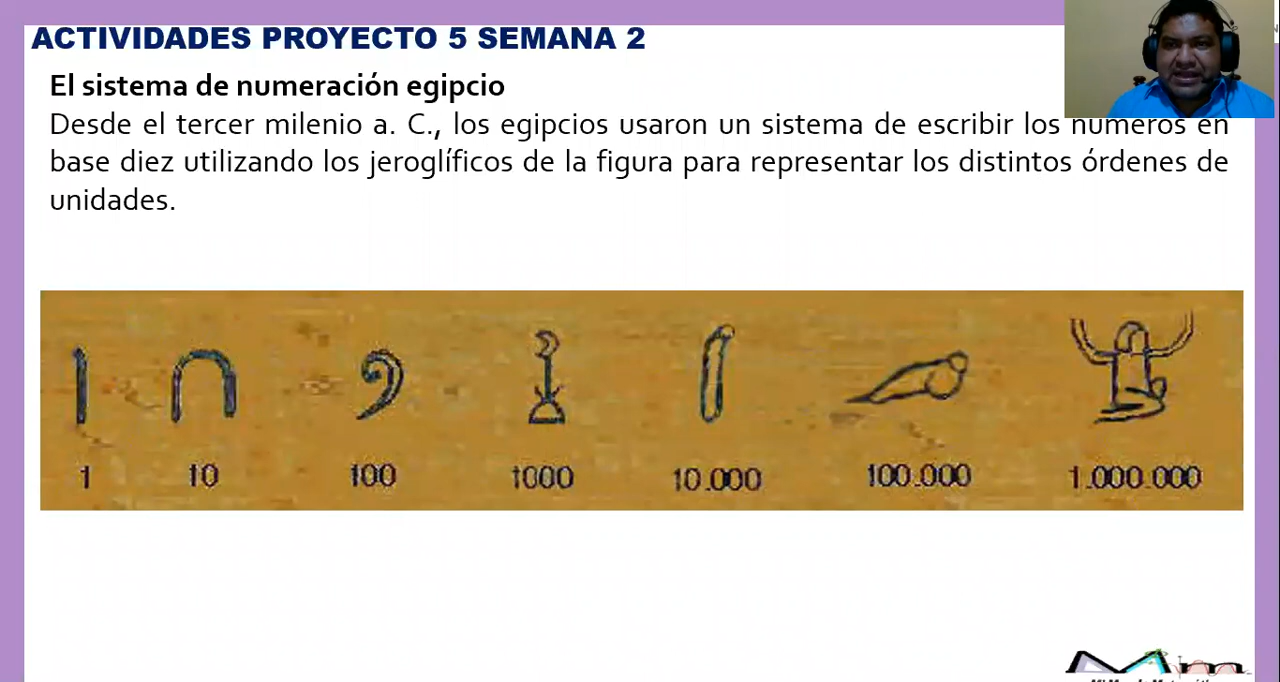 ACTIVIDADES PROYECTO 5 SEMANA 2
El sistema de numeración egipcio
Desde el tercer milenio a. C., los egipcios usaron un sistema de escribir los números en
base diez utilizando los jeroglíficos de la figura para representar los distintos órdenes de
unidades.
1 10 100 1000 10.000 100.000 1.000.000